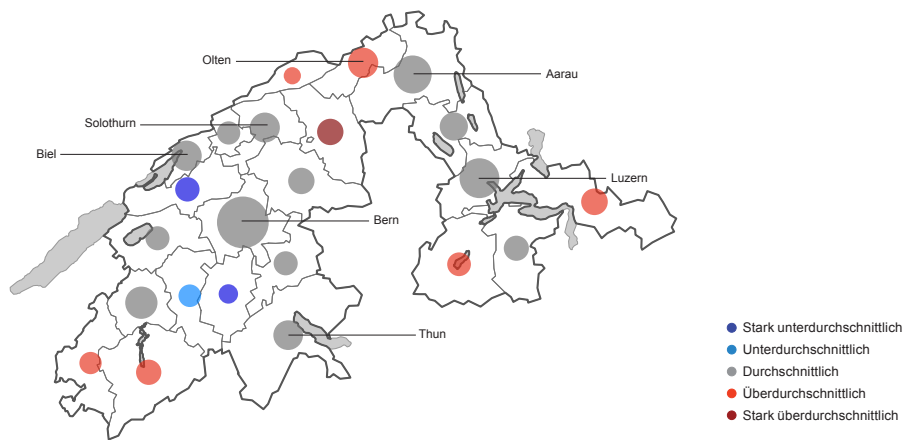 Olten
Aarau
Solothurn
Biel
Luzern
Bern
Thun
Stark unterdurchschnittlich
Unterdurchschnittlich
Durchschnittlich
Überdurchschnittlich
Stark überdurchschnittlich